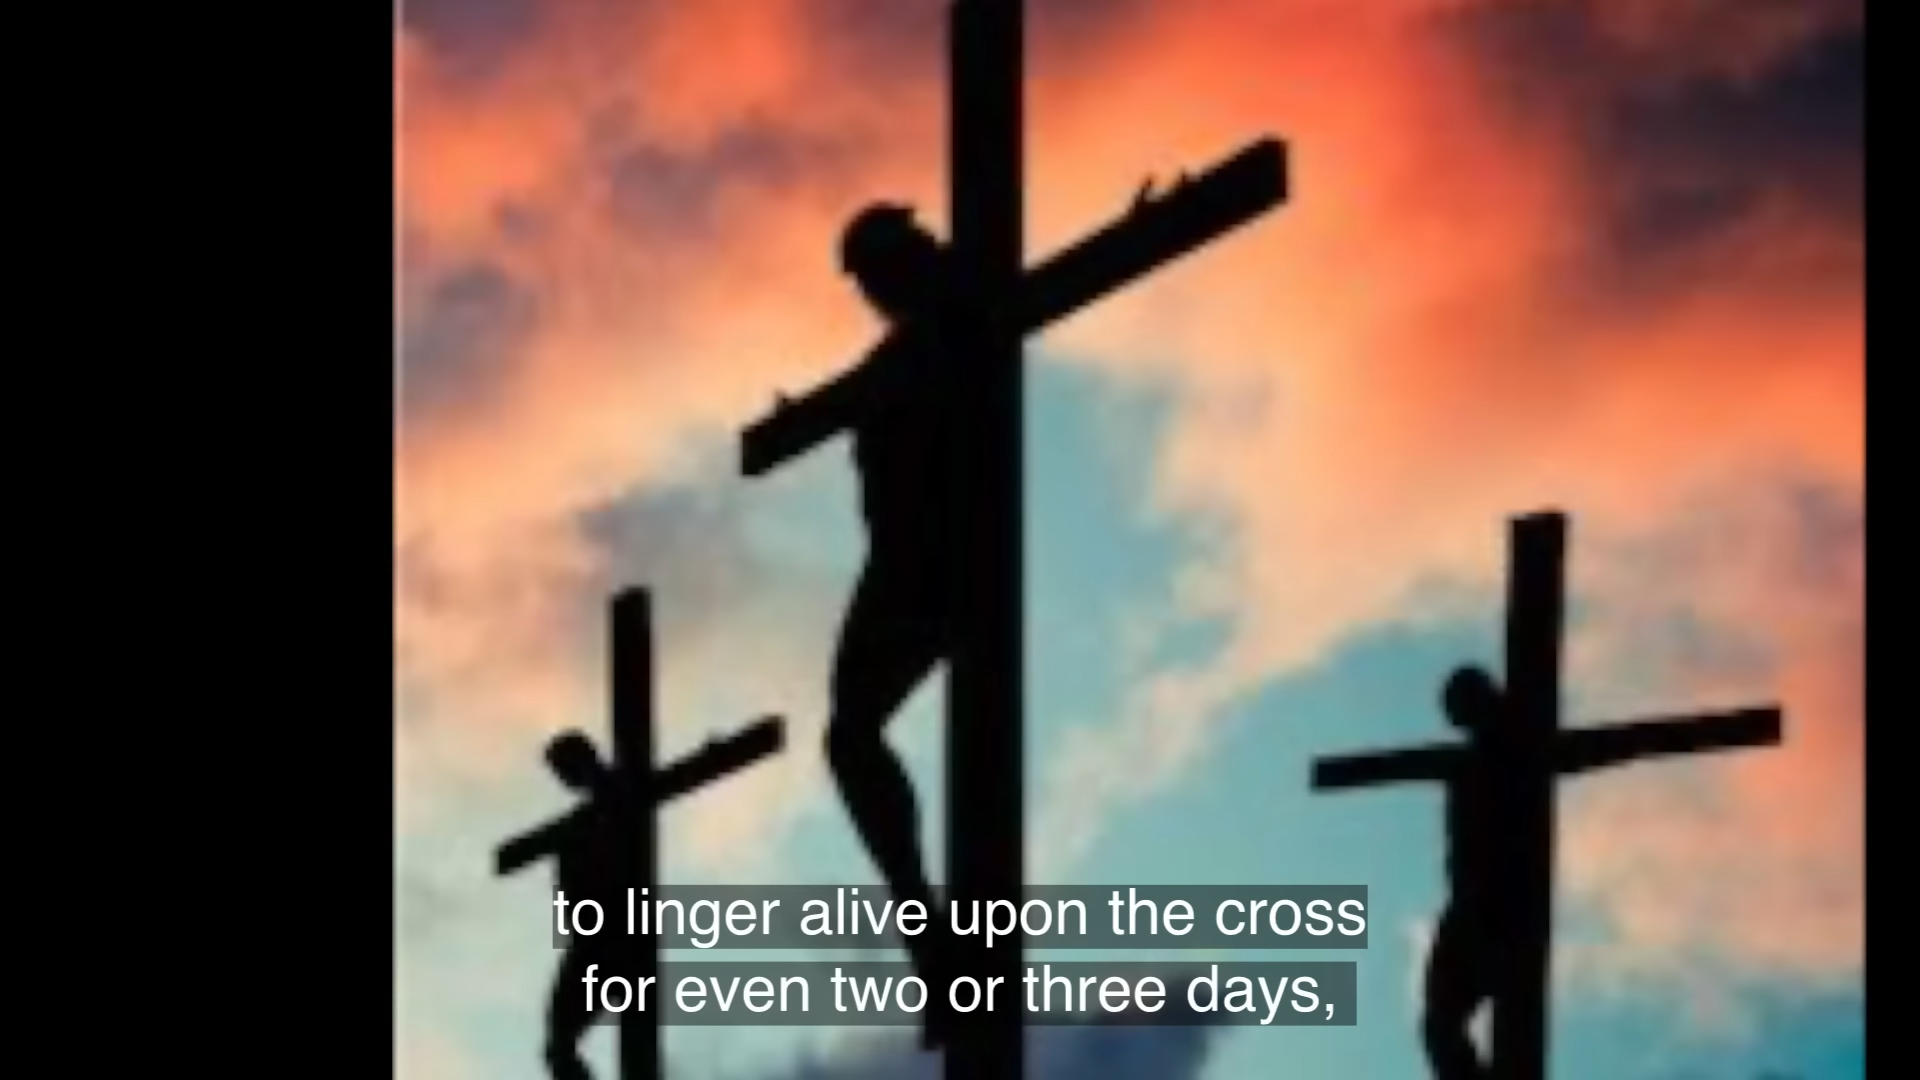 to linger alive upon the cross
for even two or three days,